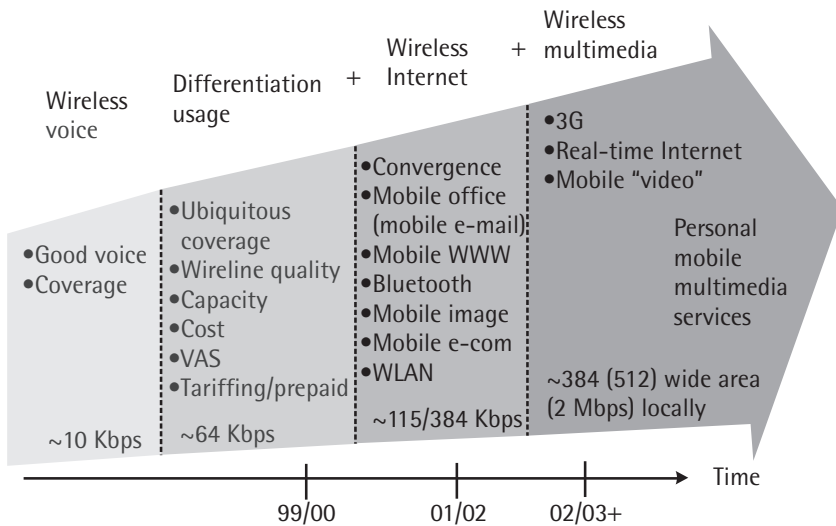 Wireless
voice
Differentiation
usage
+
Wireless
Internet
+
Wireless
multimedia
•Good voice
•Coverage
~10 Kbps
•Ubiquitous
coverage
•Wireline quality
•Capacity
•Cost
•VAS
•Tariffing/prepaid
~64 Kbps
•Convergence
•Mobile office
(mobile e-mail)
•Mobile WWW
•Bluetooth
•Mobile image
•Mobile e-com
•WLAN
~115/384 Kbps
•3G
•Real-time Internet
•Mobile “video”
Personal
mobile
multimedia
services
~384 (512) wide area
(2 Mbps) locally
Time
99/00
01/02
02/03+